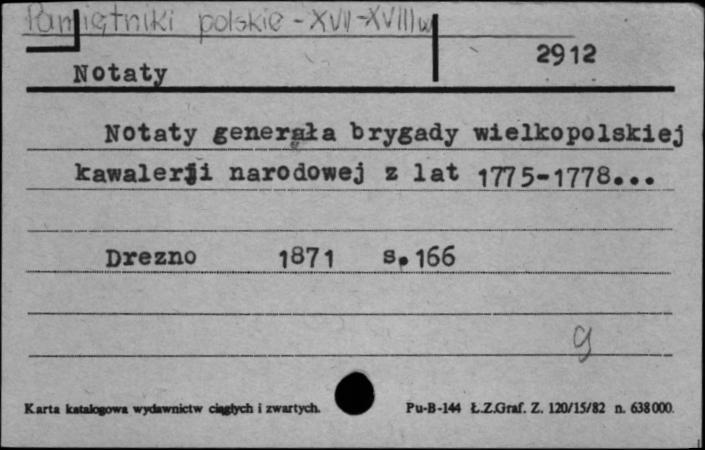 Pamiętniki polskie - XVII-XVIII w
2912
Notaty
Notaty generała brygady wielkopolskiej
kawalerji narodowej z lat 1775-1778...
Drezno 1871 s. 166
g
Karta katalogowa wydawnictw ciągłych i zwartych. Pu-B-144 Ł.Z.Graf. Z. 120/15/82 n. 638000.